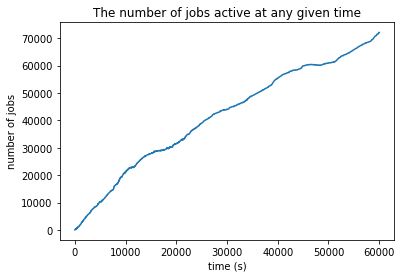 The number of jobs active at any given time
70000
60000
50000
40000
30000
20000
10000
0
number of jobs
0 10000 20000 30000 40000 50000 60000
time (s)